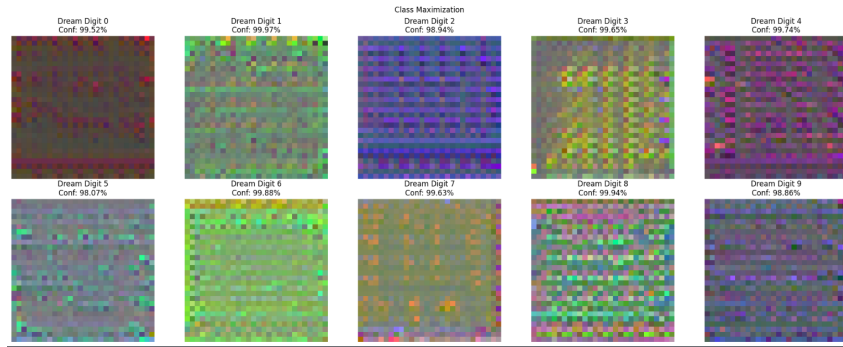 Class Maximization
Dream Digit 0
Conf: 99.52%
Dream Digit 1
Conf: 99.97%
Dream Digit 2
Conf: 98.94%
Dream Digit 3
Conf: 99.65%
Dream Digit 4
Conf: 99.74%
Dream Digit 5
Conf: 98.07%
Dream Digit 6
Conf: 99.88%
Dream Digit 7
Conf: 99.63%
Dream Digit 8
Conf: 99.94%
Dream Digit 9
Conf: 98.86%